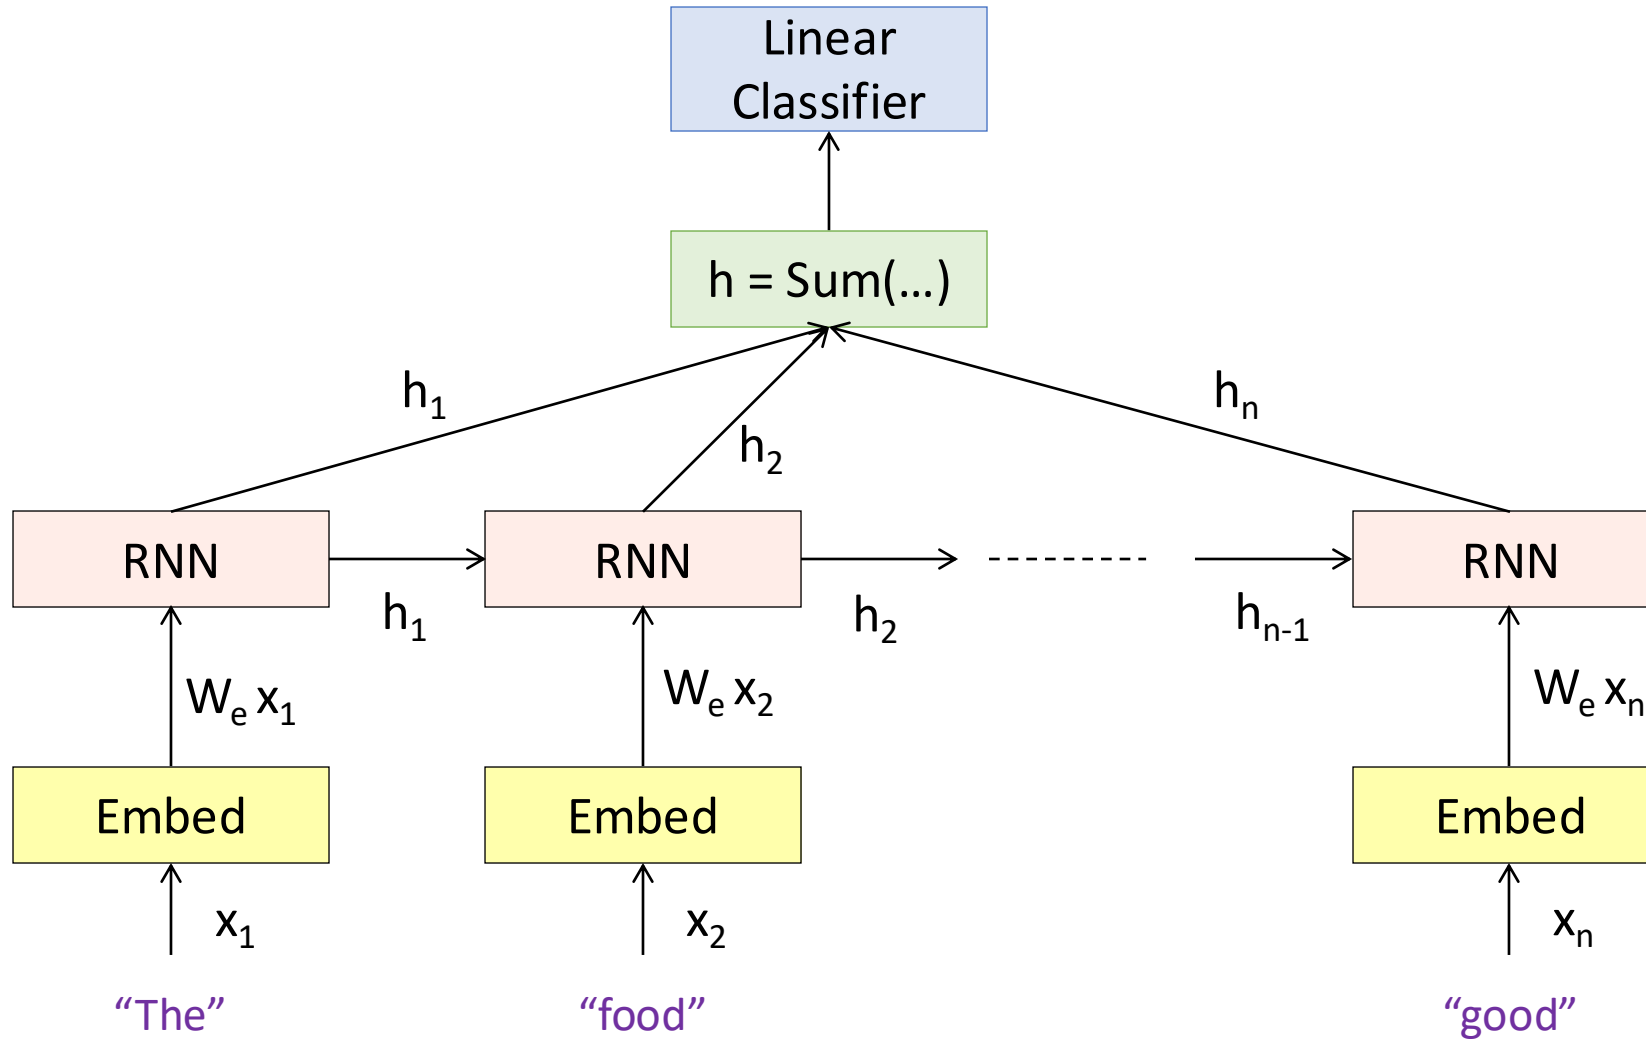 Linear
Classifier
h = Sum(…)
h₁
h₂
hₙ
RNN
RNN
RNN
h₁
h₂
hₙ₋₁
Wₑ x₁
Wₑ x₂
Wₑ xₙ
Embed
Embed
Embed
x₁
x₂
xₙ
“The”
“food”
“good”